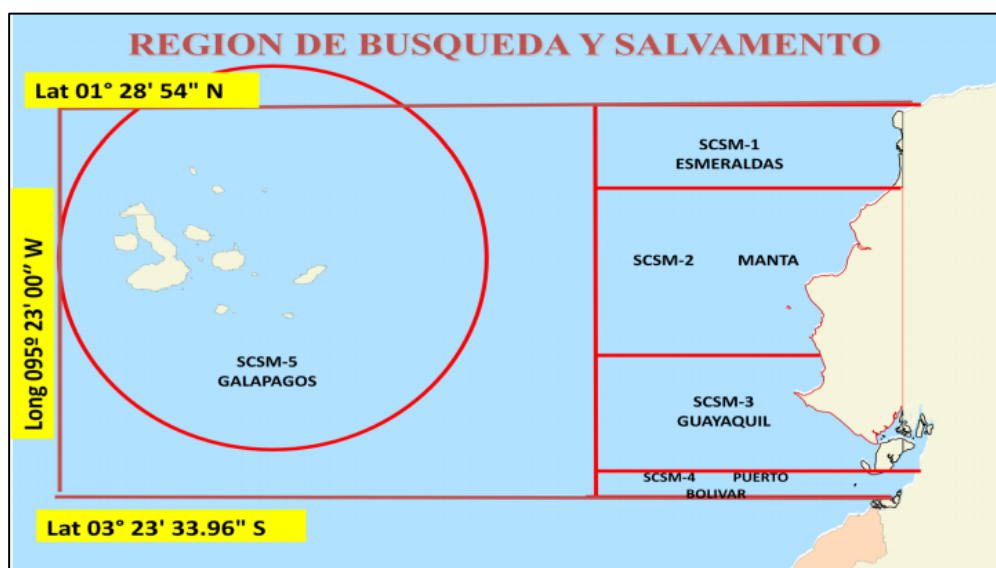 REGION DE BUSQUEDA Y SALVAMENTO
Lat 01° 28' 54" N
SCSM-1
ESMERALDAS
Long 095º 23' 00" W
SCSM-2 MANTA
SCSM-5
GALAPAGOS
SCSM-3
GUAYAQUIL
SCSM-4 PUERTO
BOLIVAR
Lat 03° 23' 33.96" S